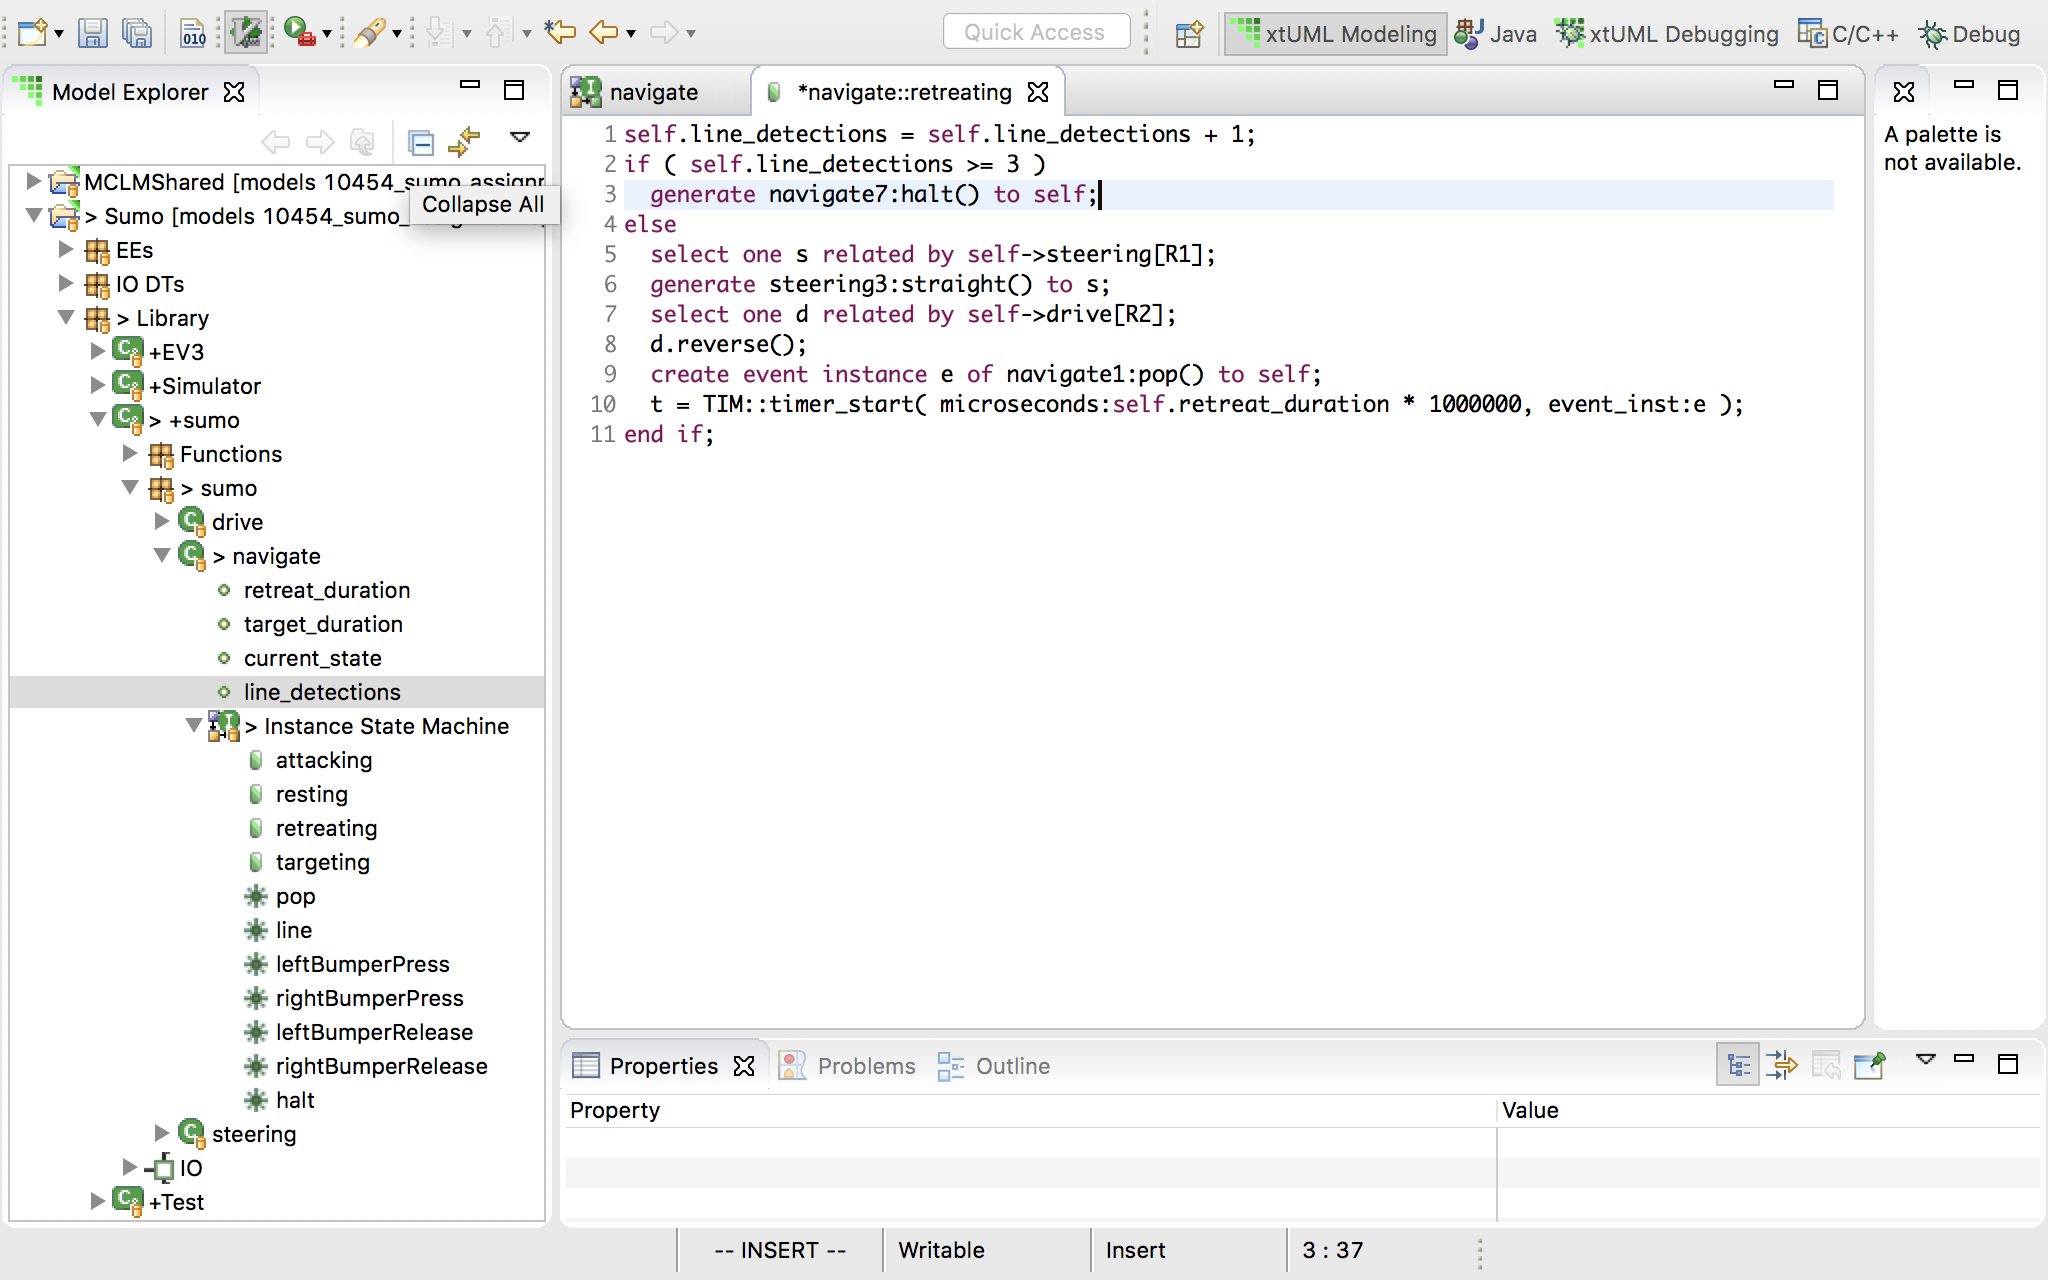 Quick Access
xtUML Modeling
Java
xtUML Debugging
C/C++
Debug
Model Explorer
MCLMShared [models 10454_sumo_assignr
> Sumo [models 10454_sumo_
Collapse All
EEs
IO DTs
> Library
+EV3
+Simulator
> +sumo
Functions
> sumo
drive
> navigate
retreat_duration
target_duration
current_state
line_detections
> Instance State Machine
attacking
resting
retreating
targeting
pop
line
leftBumperPress
rightBumperPress
leftBumperRelease
rightBumperRelease
halt
steering
IO
+Test
navigate
*navigate::retreating
1 self.line_detections = self.line_detections + 1;
2 if ( self.line_detections >= 3 )
3 generate navigate7:halt() to self;
4 else
5 select one s related by self->steering[R1];
6 generate steering3:straight() to s;
7 select one d related by self->drive[R2];
8 d.reverse();
9 create event instance e of navigate1:pop() to self;
10 t = TIM::timer_start( microseconds:self.retreat_duration * 1000000, event_inst:e );
11 end if;
A palette is
not available.
Properties
Problems
Outline
Property
Value
-- INSERT --
Writable
Insert
3 : 37